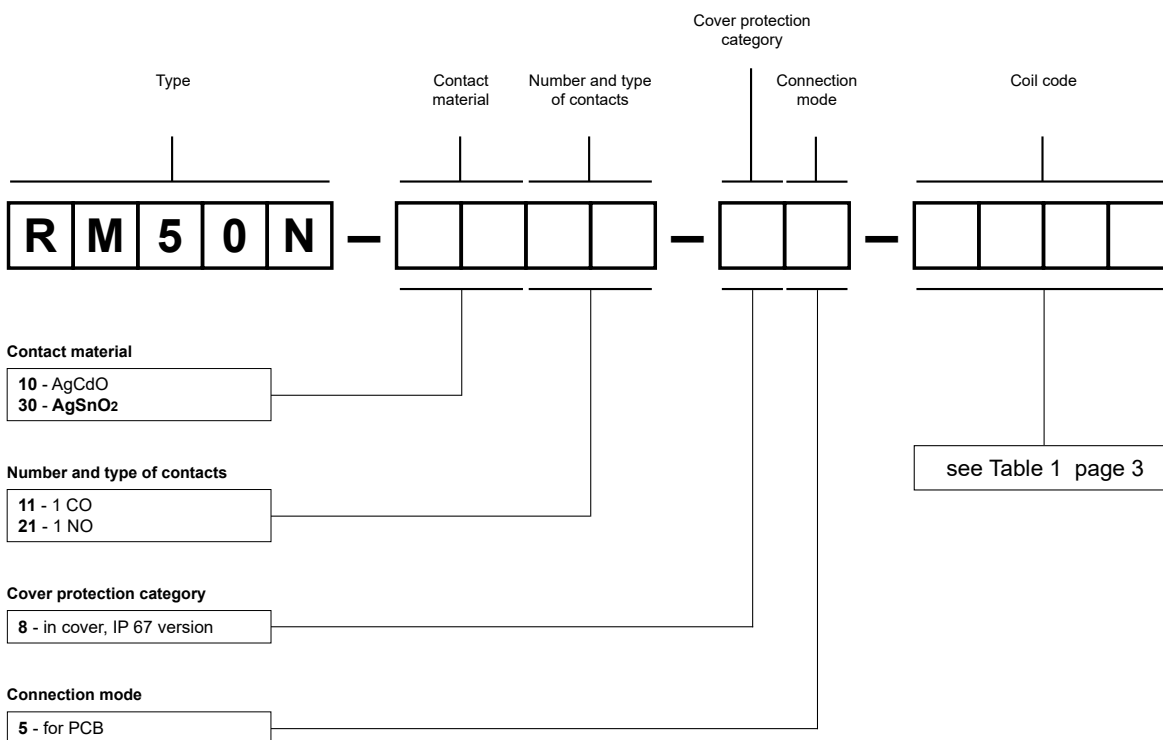 Cover protection
category
Type
Contact
material
Number and type
of contacts
Connection
mode
Coil code
RM50N – –  –
Contact material
10 - AgCdO
30 - AgSnO2
Number and type of contacts
11 - 1 CO
21 - 1 NO
see Table 1 page 3
Cover protection category
8 - in cover, IP 67 version
Connection mode
5 - for PCB